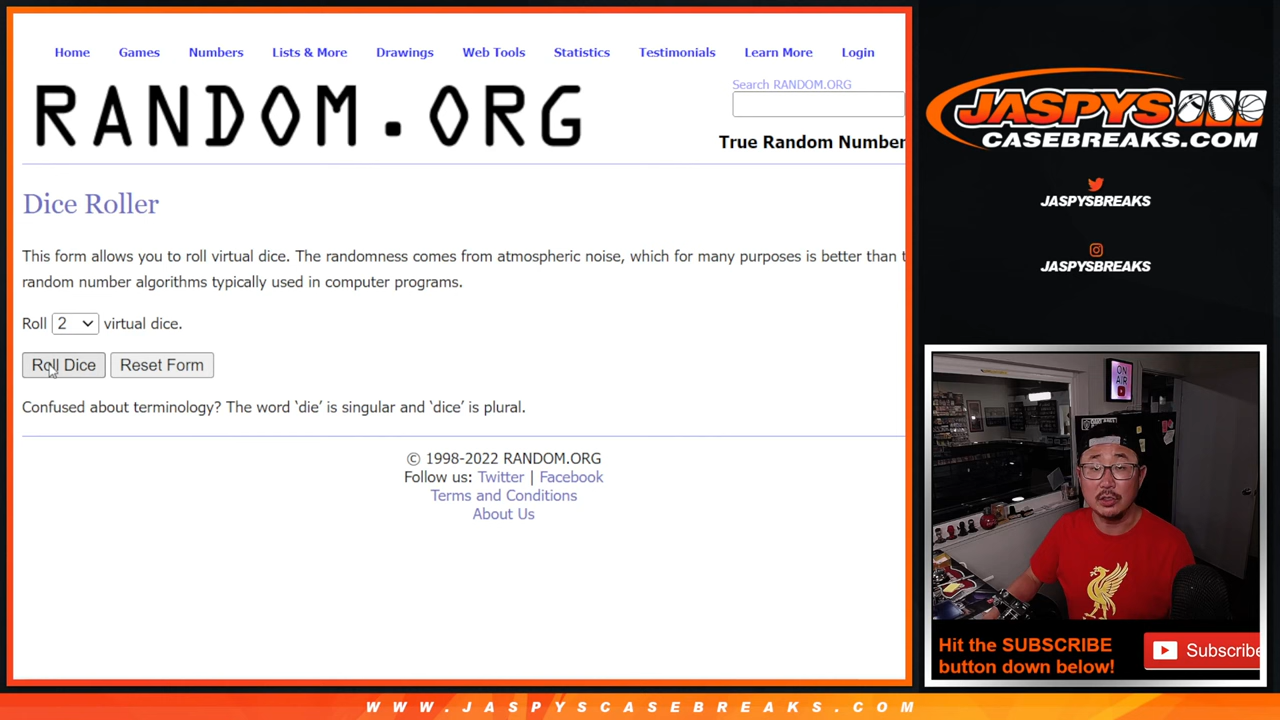 Home Games Numbers Lists & More Drawings Web Tools Statistics Testimonials Learn More Login
RANDOM.ORG
Search RANDOM.ORG
True Random Number
Dice Roller
This form allows you to roll virtual dice. The randomness comes from atmospheric noise, which for many purposes is better than t
random number algorithms typically used in computer programs.
Roll 2 virtual dice.
Roll Dice Reset Form
Confused about terminology? The word ‘die’ is singular and ‘dice’ is plural.
© 1998-2022 RANDOM.ORG
Follow us: Twitter | Facebook
Terms and Conditions
About Us
JASPYS
CASEBREAKS.COM
JASPYSBREAKS
JASPYSBREAKS
ON
AIR
Hit the SUBSCRIBE
button down below!
Subscribe
WWW.JASPYSCASEBREAKS.COM